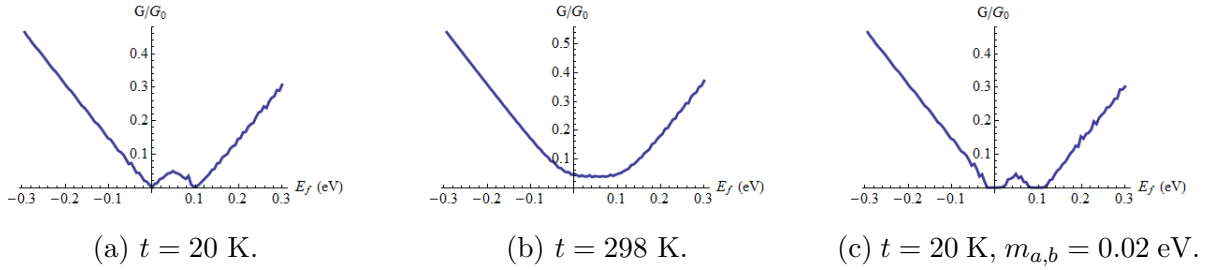 G/G₀
0.4
0.3
0.2
0.1
−0.3 −0.2 −0.1 0.1 0.2 0.3
E_f (eV)
(a) t = 20 K.
G/G₀
0.5
0.4
0.3
0.2
0.1
−0.3 −0.2 −0.1 0.1 0.2 0.3
E_f (eV)
(b) t = 298 K.
G/G₀
0.4
0.3
0.2
0.1
−0.3 −0.2 −0.1 0.1 0.2 0.3
E_f (eV)
(c) t = 20 K, m_{a,b} = 0.02 eV.